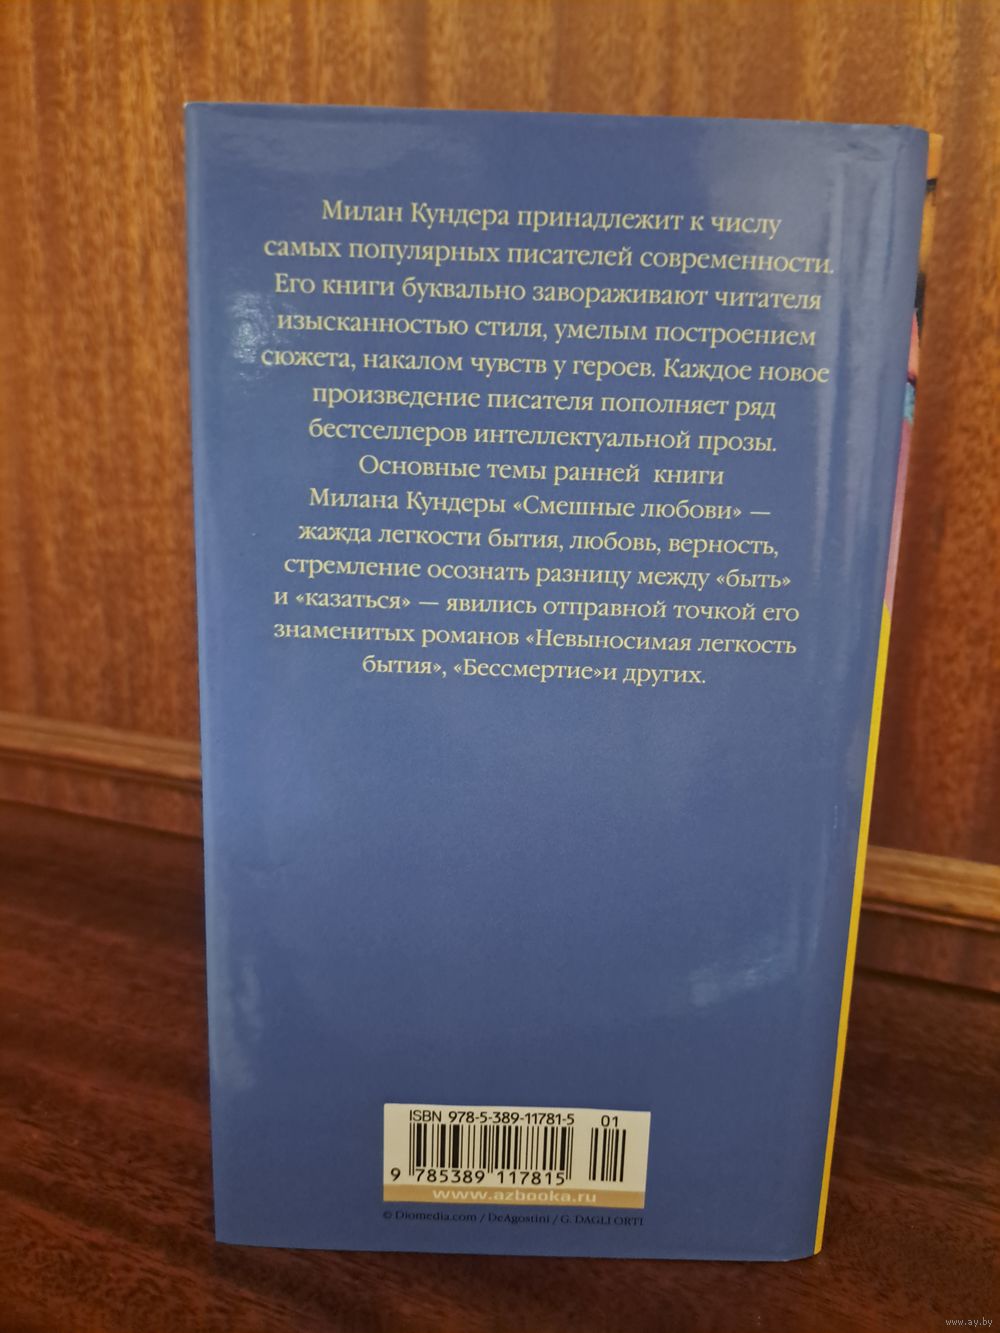 Милан Кундера принадлежит к числу
самых популярных писателей современности.
Его книги буквально завораживают читателя
изысканностью стиля, умелым построением
сюжета, накалом чувств у героев. Каждое новое
произведение писателя пополняет ряд
бестселлеров интеллектуальной прозы.
Основные темы ранней книги
Милана Кундеры «Смешные любови» —
жажда легкости бытия, любовь, верность,
стремление осознать разницу между «быть»
и «казаться» — явились отправной точкой его
знаменитых романов «Невыносимая легкость
бытия», «Бессмертие»и других.
ISBN 978-5-389-11781-5 01
9 785389 117815
www.azbooka.ru
© Diomedia.com / DeAgostini / G. DAGLI ORTI
www.ay.by